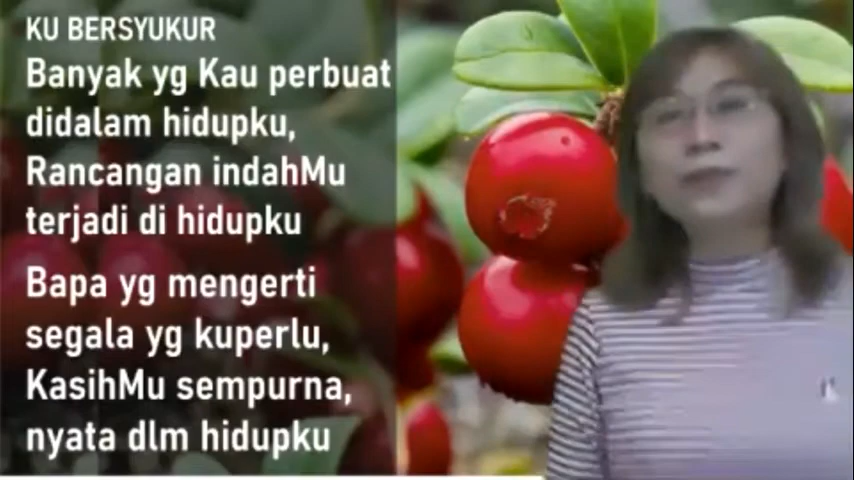 KU BERSYUKUR
Banyak yg Kau perbuat
didalam hidupku,
Rancangan indahMu
terjadi di hidupku
Bapa yg mengerti
segala yg kuperlu,
KasihMu sempurna,
nyata dlm hidupku